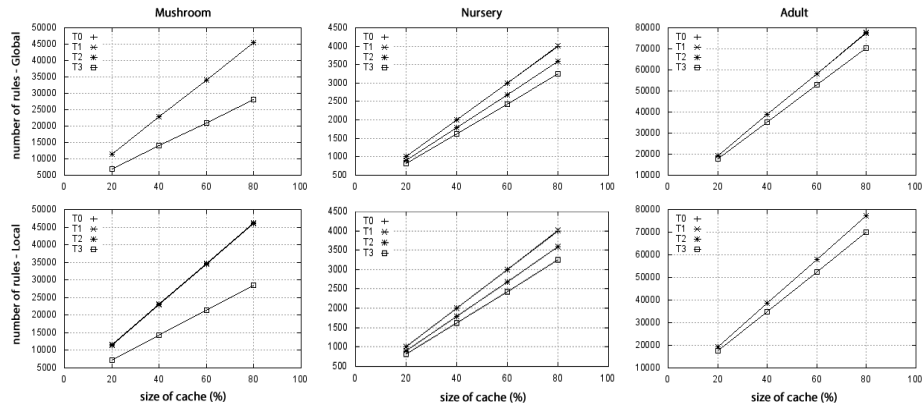 Mushroom
number of rules - Global
50000
45000
40000
35000
30000
25000
20000
15000
10000
5000
T0
T1
T2
T3
0 20 40 60 80 100
Nursery
4500
4000
3500
3000
2500
2000
1500
1000
500
T0
T1
T2
T3
0 20 40 60 80 100
Adult
80000
70000
60000
50000
40000
30000
20000
10000
T0
T1
T2
T3
0 20 40 60 80 100
number of rules - Local
50000
45000
40000
35000
30000
25000
20000
15000
10000
5000
T0
T1
T2
T3
0 20 40 60 80 100
size of cache (%)
4500
4000
3500
3000
2500
2000
1500
1000
500
T0
T1
T2
T3
0 20 40 60 80 100
size of cache (%)
80000
70000
60000
50000
40000
30000
20000
10000
T0
T1
T2
T3
0 20 40 60 80 100
size of cache (%)